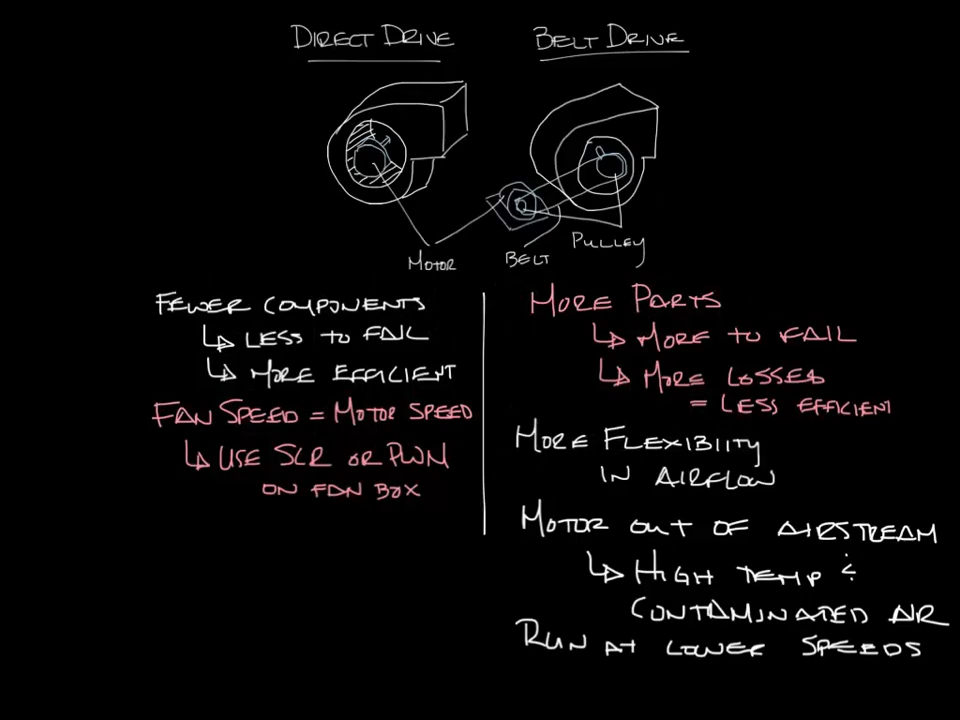 DIRECT DRIVE
BELT DRIVE
MOTOR
BELT
PULLEY
FEWER COMPONENTS
↳ LESS TO FAIL
↳ MORE EFFICIENT
FAN SPEED = MOTOR SPEED
↳ USE SCR OR PWM
ON FAN BOX
MORE PARTS
↳ MORE TO FAIL
↳ MORE LOSSES
= LESS EFFICIENT
MORE FLEXIBIITY
IN AIRFLOW
MOTOR OUT OF AIRSTREAM
↳ HIGH TEMP &
CONTAMINATED AIR
RUN AT LOWER SPEEDS